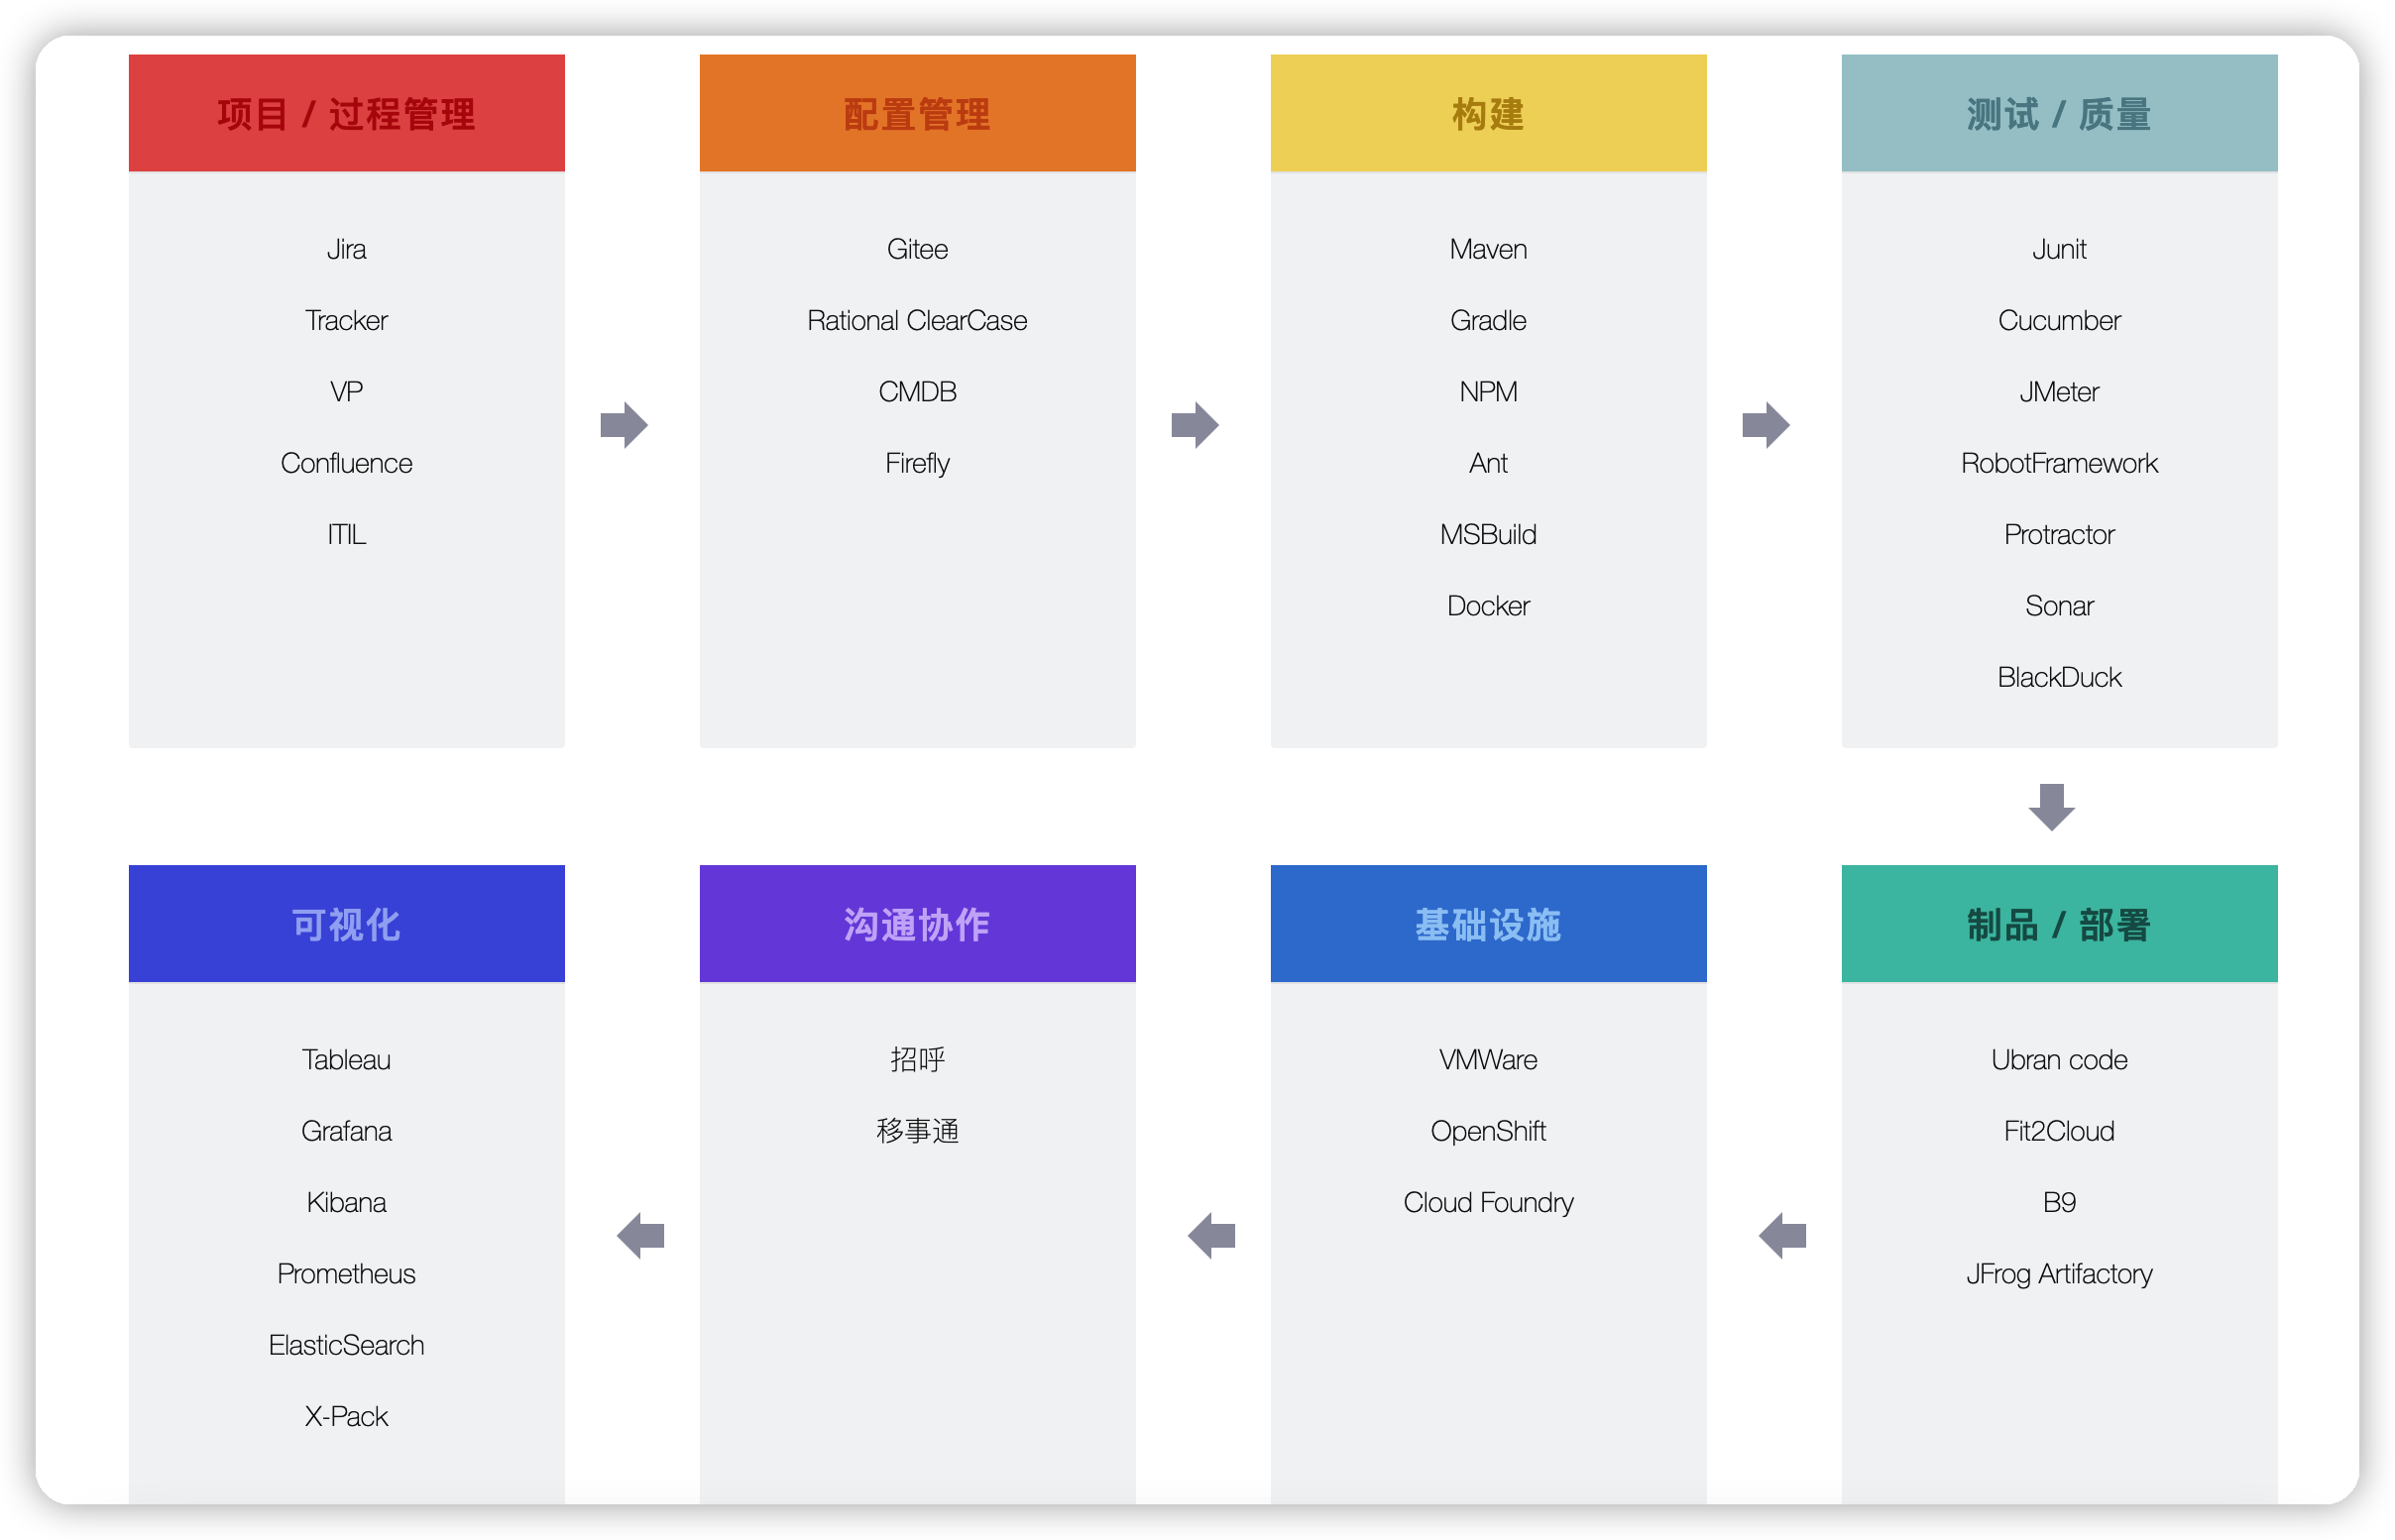 项目 / 过程管理
Jira
Tracker
VP
Confluence
ITIL
配置管理
Gitee
Rational ClearCase
CMDB
Firefly
构建
Maven
Gradle
NPM
Ant
MSBuild
Docker
测试 / 质量
Junit
Cucumber
JMeter
RobotFramework
Protractor
Sonar
BlackDuck
制品 / 部署
Ubran code
Fit2Cloud
B9
JFrog Artifactory
基础设施
VMWare
OpenShift
Cloud Foundry
沟通协作
招呼
移事通
可视化
Tableau
Grafana
Kibana
Prometheus
ElasticSearch
X-Pack